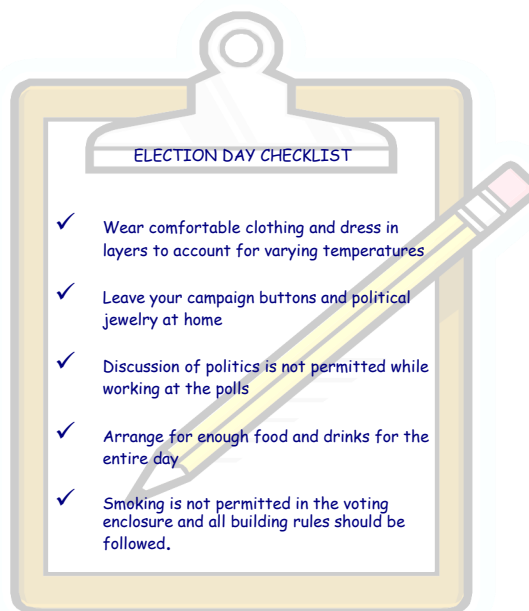 ELECTION DAY CHECKLIST
✓ Wear comfortable clothing and dress in
layers to account for varying temperatures
✓ Leave your campaign buttons and political
jewelry at home
✓ Discussion of politics is not permitted while
working at the polls
✓ Arrange for enough food and drinks for the
entire day
✓ Smoking is not permitted in the voting
enclosure and all building rules should be
followed.